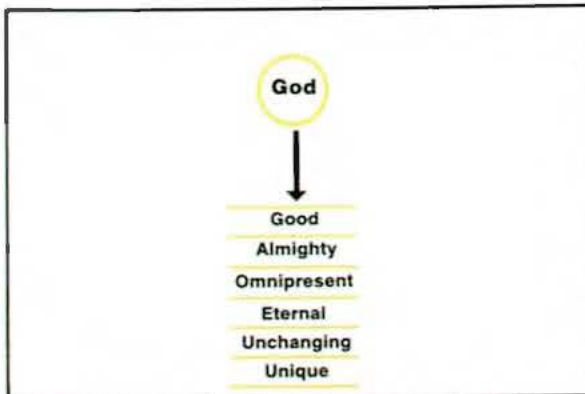 God
Good
Almighty
Omnipresent
Eternal
Unchanging
Unique